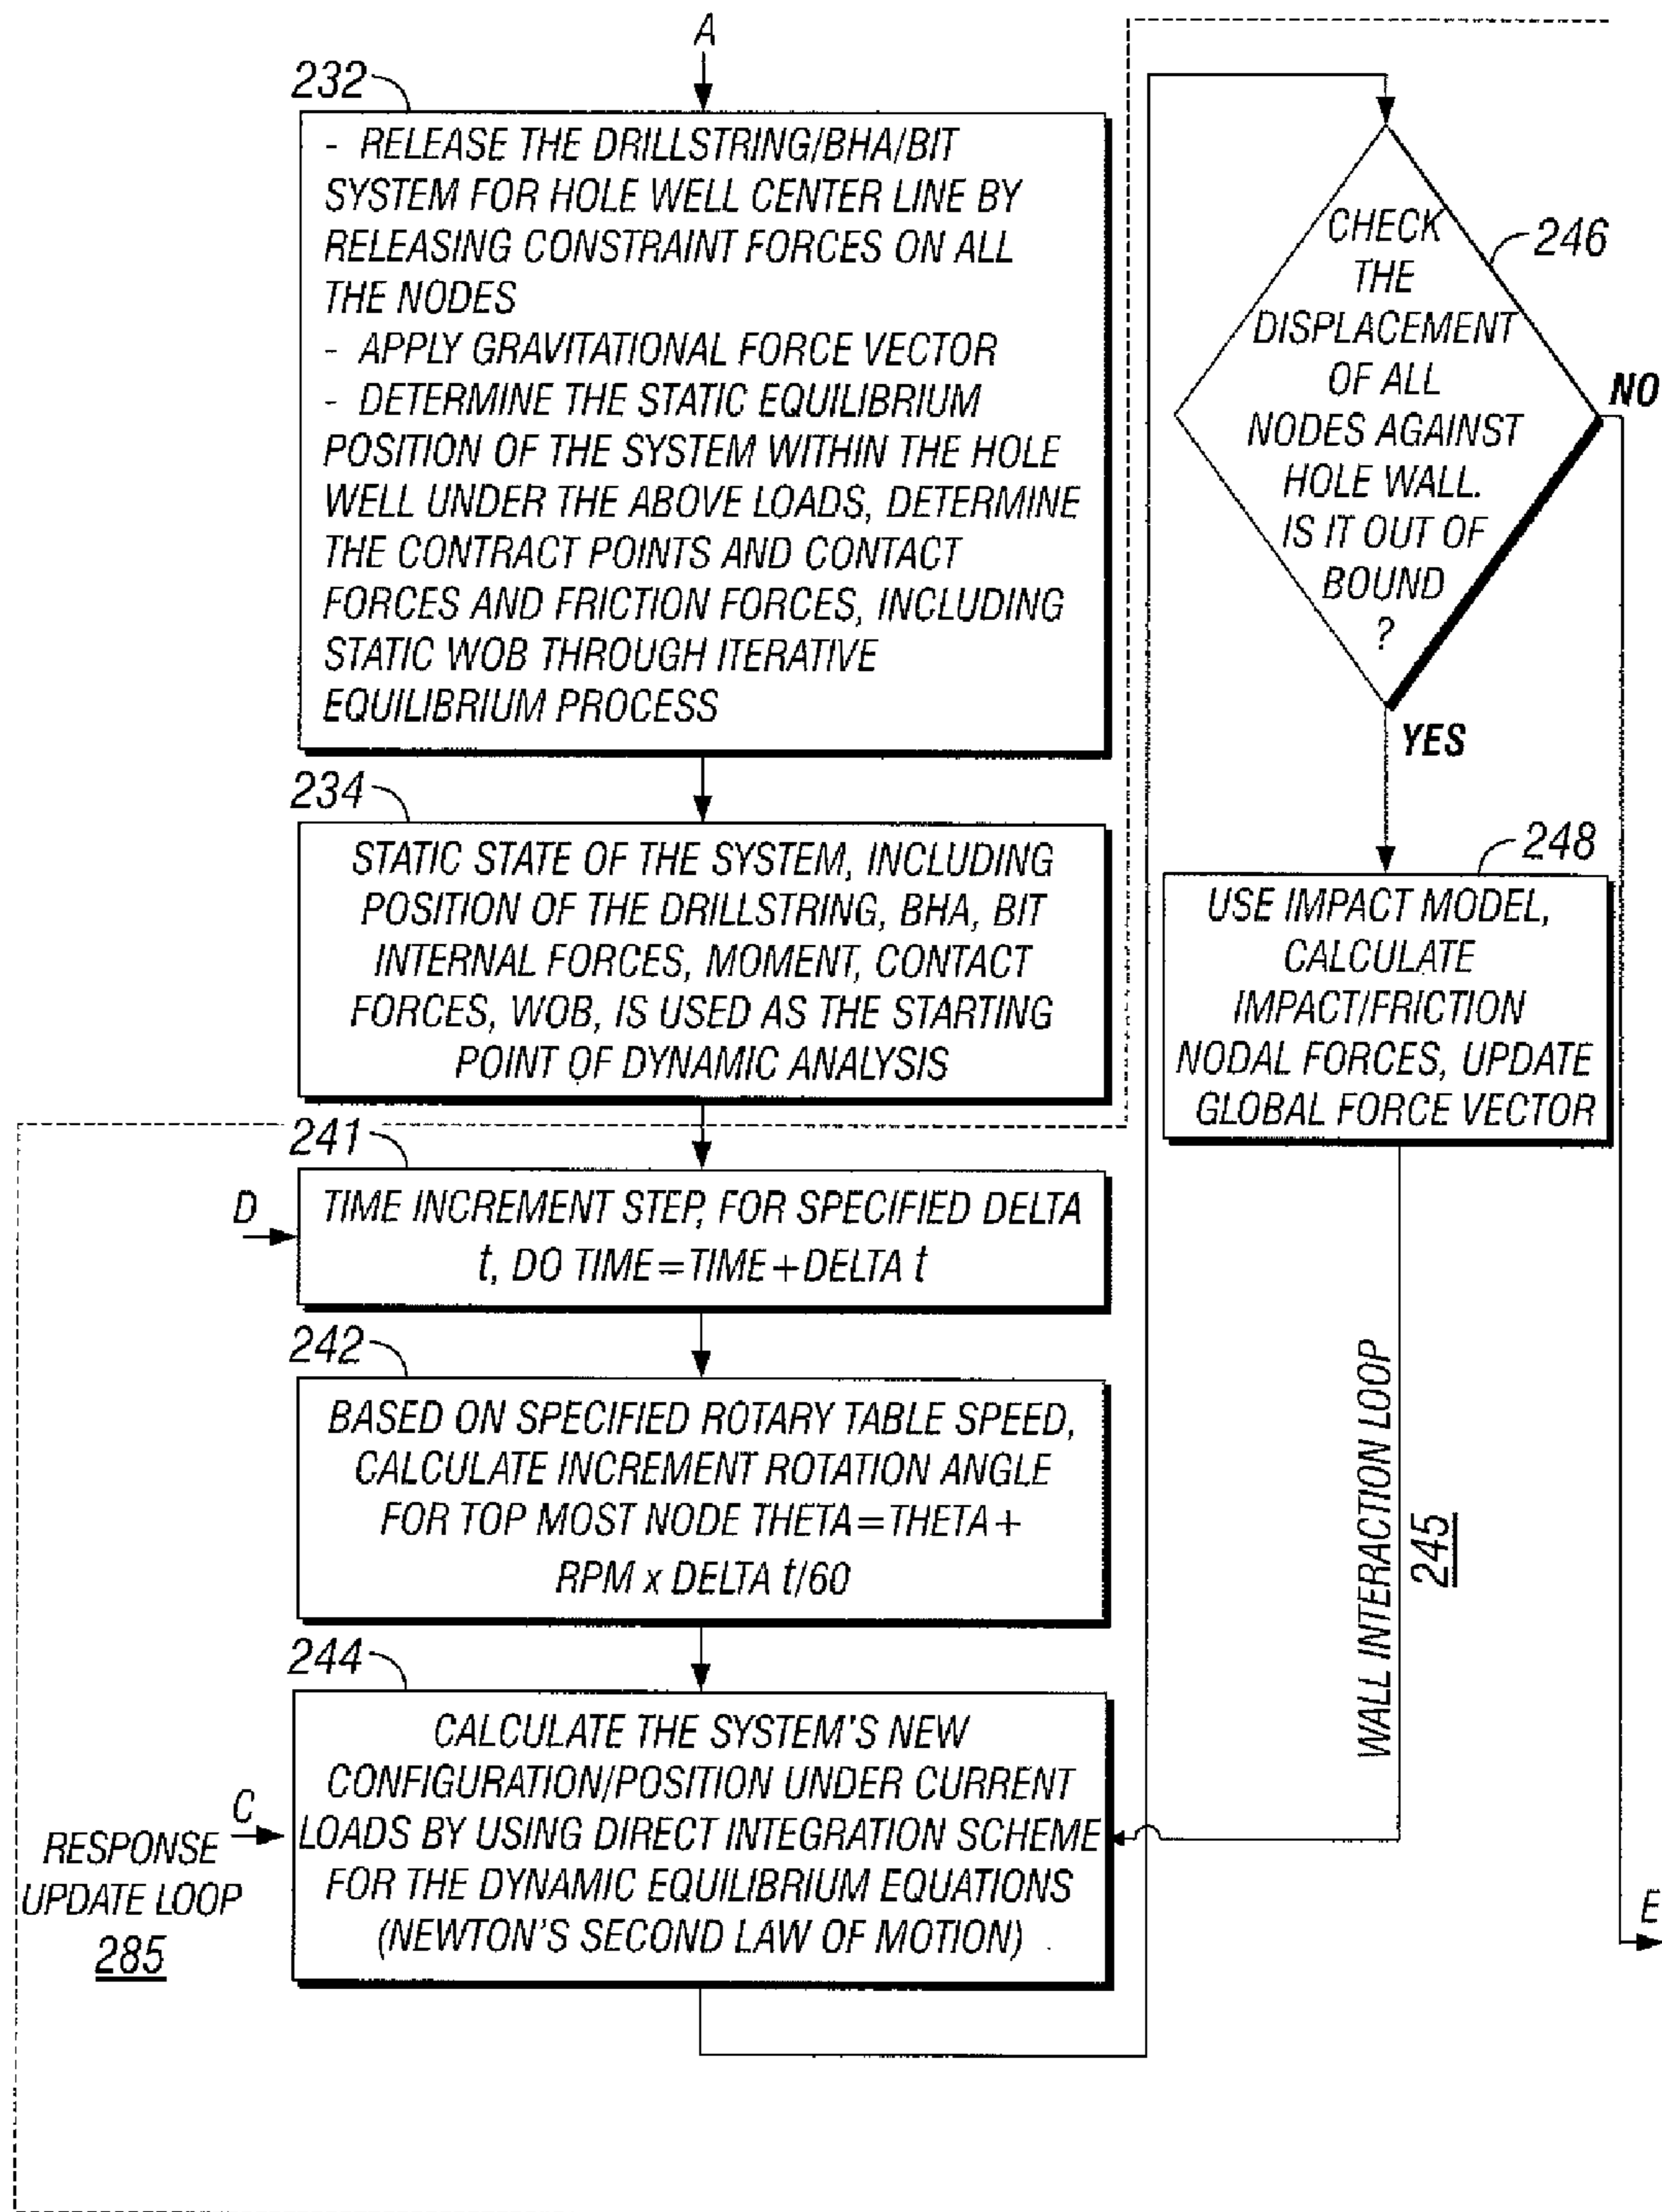 A
232
- RELEASE THE DRILLSTRING/BHA/BIT
SYSTEM FOR HOLE WELL CENTER LINE BY
RELEASING CONSTRAINT FORCES ON ALL
THE NODES
- APPLY GRAVITATIONAL FORCE VECTOR
- DETERMINE THE STATIC EQUILIBRIUM
POSITION OF THE SYSTEM WITHIN THE HOLE
WELL UNDER THE ABOVE LOADS, DETERMINE
THE CONTRACT POINTS AND CONTACT
FORCES AND FRICTION FORCES, INCLUDING
STATIC WOB THROUGH ITERATIVE
EQUILIBRIUM PROCESS
234
STATIC STATE OF THE SYSTEM, INCLUDING
POSITION OF THE DRILLSTRING, BHA, BIT
INTERNAL FORCES, MOMENT, CONTACT
FORCES, WOB, IS USED AS THE STARTING
POINT OF DYNAMIC ANALYSIS
241
D
TIME INCREMENT STEP, FOR SPECIFIED DELTA
t, DO TIME=TIME+DELTA t
242
BASED ON SPECIFIED ROTARY TABLE SPEED,
CALCULATE INCREMENT ROTATION ANGLE
FOR TOP MOST NODE THETA=THETA+
RPM x DELTA t/60
244
C
CALCULATE THE SYSTEM'S NEW
CONFIGURATION/POSITION UNDER CURRENT
LOADS BY USING DIRECT INTEGRATION SCHEME
FOR THE DYNAMIC EQUILIBRIUM EQUATIONS
(NEWTON'S SECOND LAW OF MOTION)
RESPONSE
UPDATE LOOP
285
246
CHECK
THE
DISPLACEMENT
OF ALL
NODES AGAINST
HOLE WALL.
IS IT OUT OF
BOUND
?
NO
YES
248
USE IMPACT MODEL,
CALCULATE
IMPACT/FRICTION
NODAL FORCES, UPDATE
GLOBAL FORCE VECTOR
WALL INTERACTION LOOP
245
E